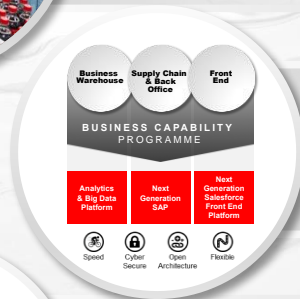 Business
Warehouse
Supply Chain
& Back
Office
Front
End
BUSINESS CAPABILITY
PROGRAMME
Analytics
& Big Data
Platform
Next
Generation
SAP
Next
Generation
Salesforce
Front End
Platform
Speed
Cyber
Secure
Open
Architecture
Flexible